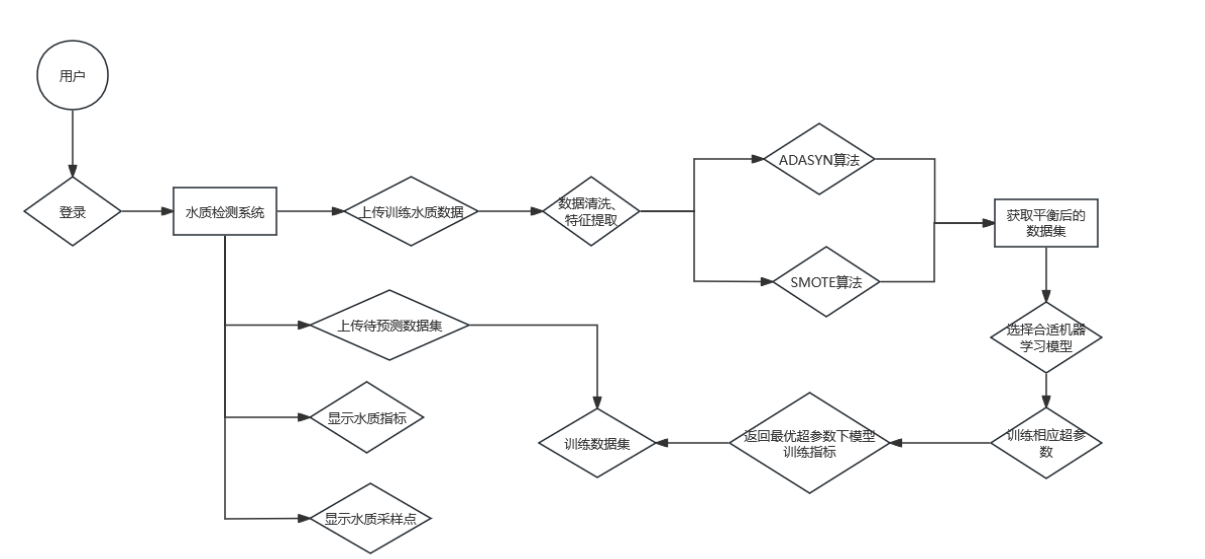 用户
登录
水质检测系统
上传训练水质数据
数据清洗、
特征提取
ADASYN算法
SMOTE算法
获取平衡后的
数据集
选择合适机器
学习模型
训练相应超参
数
返回最优超参数下模型
训练指标
训练数据集
上传待预测数据集
显示水质指标
显示水质采样点